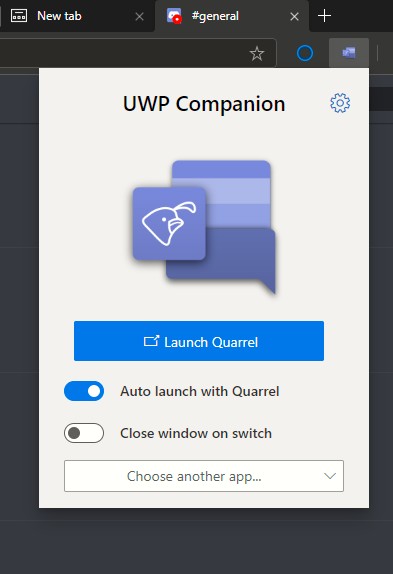 New tab
#general
UWP Companion
Launch Quarrel
Auto launch with Quarrel
Close window on switch
Choose another app...